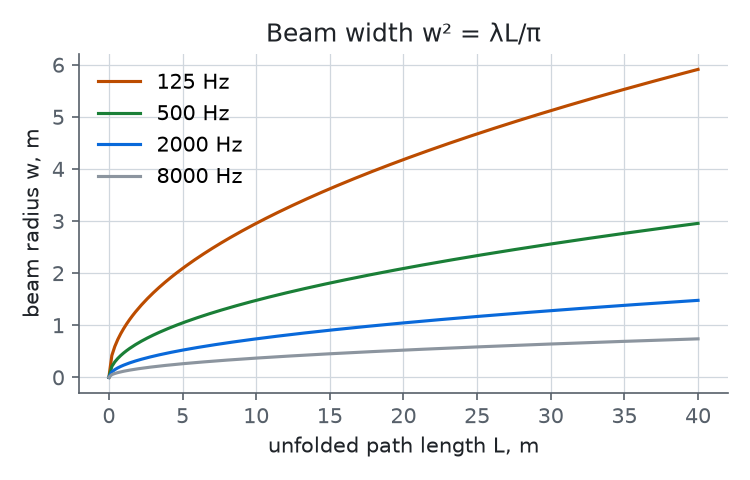 Beam width w² = λL/π
beam radius w, m
6
5
4
3
2
1
0
125 Hz
500 Hz
2000 Hz
8000 Hz
0 5 10 15 20 25 30 35 40
unfolded path length L, m